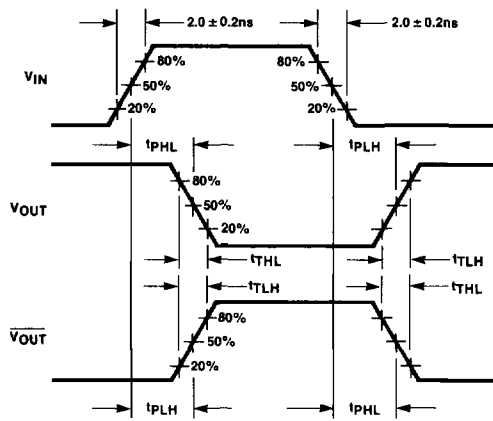 2.0 ± 0.2ns 2.0 ± 0.2ns
80% 80%
VIN 50% 50%
20% 20%
tPHL tPLH
80%
VOUT 50%
20%
tTHL tTLH
tTLH tTHL
80%
VOUT 50%
20%
tPLH tPHL